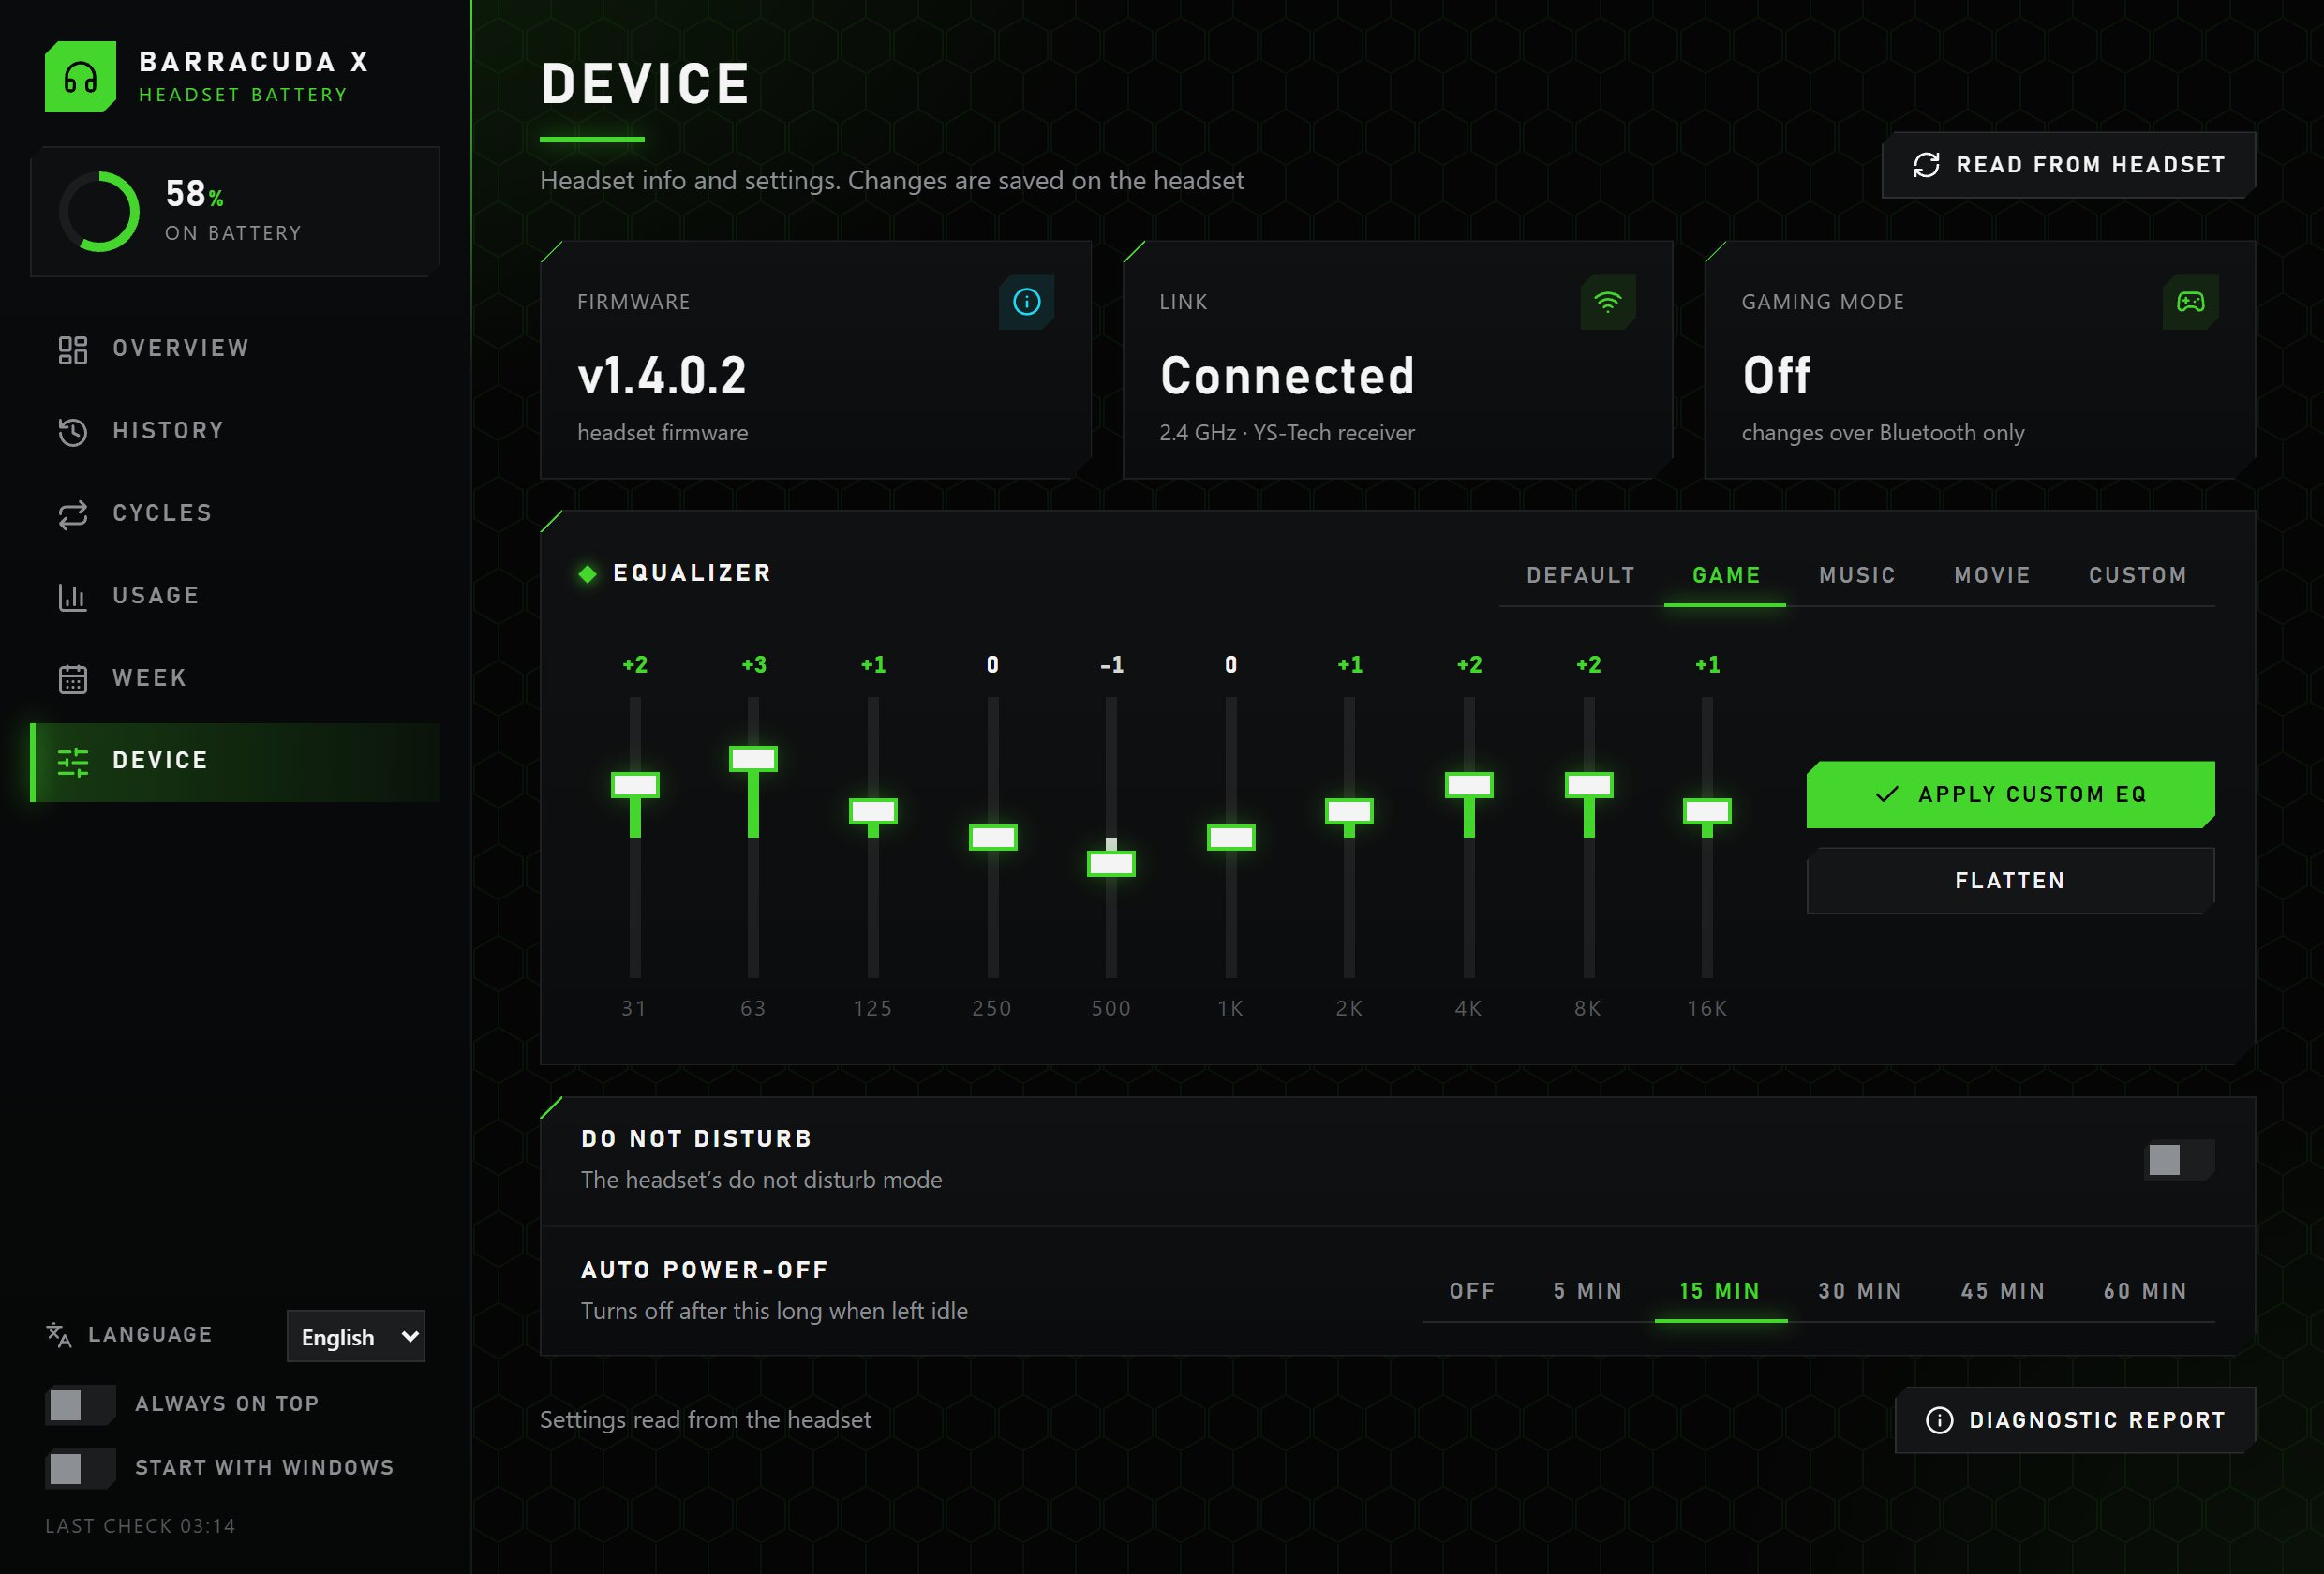 BARRACUDA X
HEADSET BATTERY
58%
ON BATTERY
OVERVIEW
HISTORY
CYCLES
USAGE
WEEK
DEVICE
LANGUAGE
English
ALWAYS ON TOP
START WITH WINDOWS
LAST CHECK 03:14
DEVICE
Headset info and settings. Changes are saved on the headset
READ FROM HEADSET
FIRMWARE
v1.4.0.2
headset firmware
LINK
Connected
2.4 GHz · YS-Tech receiver
GAMING MODE
Off
changes over Bluetooth only
EQUALIZER
DEFAULT GAME MUSIC MOVIE CUSTOM
+2 +3 +1 0 -1 0 +1 +2 +2 +1
31 63 125 250 500 1K 2K 4K 8K 16K
APPLY CUSTOM EQ
FLATTEN
DO NOT DISTURB
The headset’s do not disturb mode
AUTO POWER-OFF
Turns off after this long when left idle
OFF 5 MIN 15 MIN 30 MIN 45 MIN 60 MIN
Settings read from the headset
DIAGNOSTIC REPORT